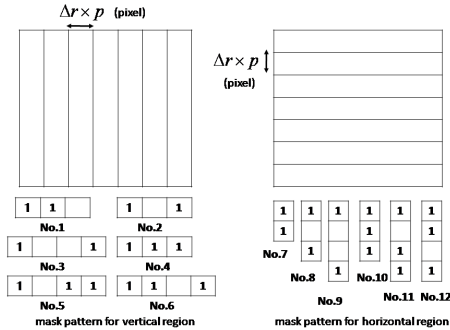 Δr × p (pixel)
1 1
No.1
1 1
No.2
1 1
No.3
1 1 1
No.4
1 1 1
No.5
1 1 1
No.6
mask pattern for vertical region
Δr × p
(pixel)
1 1 1 1 1 1
1 1 1
1 1 1
1 1 1
No.7
No.8
No.9
No.10
No.11
No.12
mask pattern for horizontal region